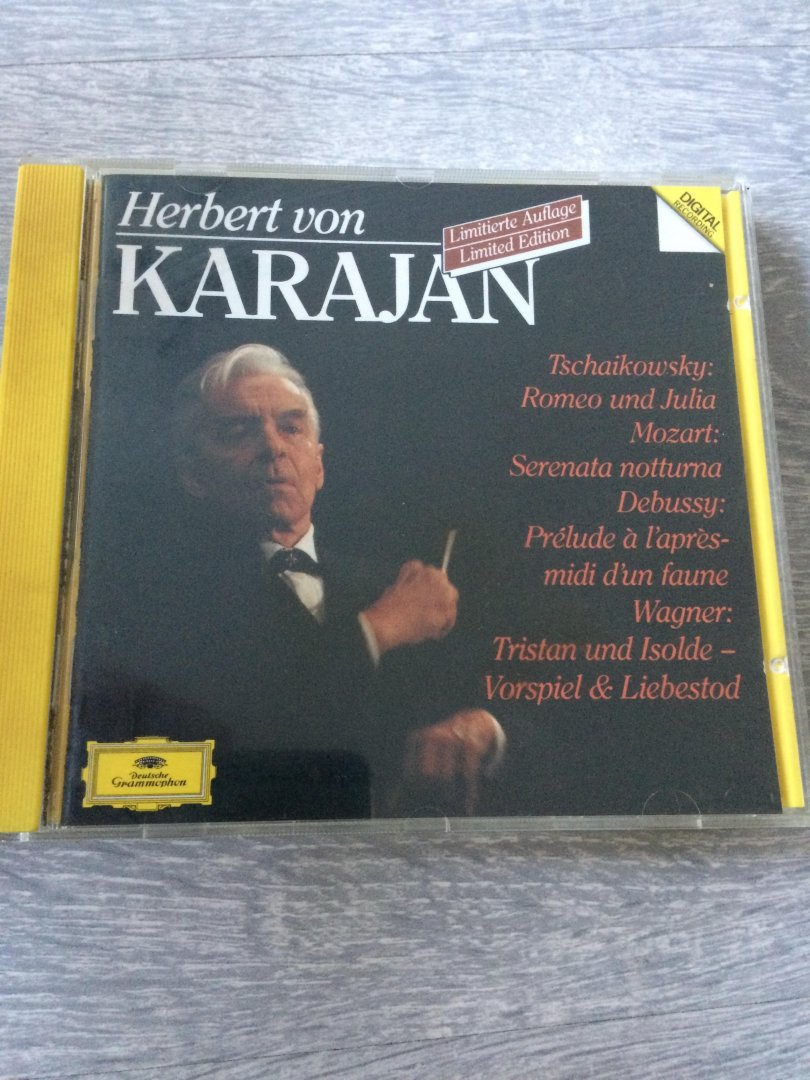 Herbert von
KARAJAN
Limitierte Auflage
Limited Edition
DIGITAL
RECORDING
Tschaikowsky:
Romeo und Julia
Mozart:
Serenata notturna
Debussy:
Prélude à l'après-
midi d'un faune
Wagner:
Tristan und Isolde –
Vorspiel & Liebestod
Deutsche
Grammophon